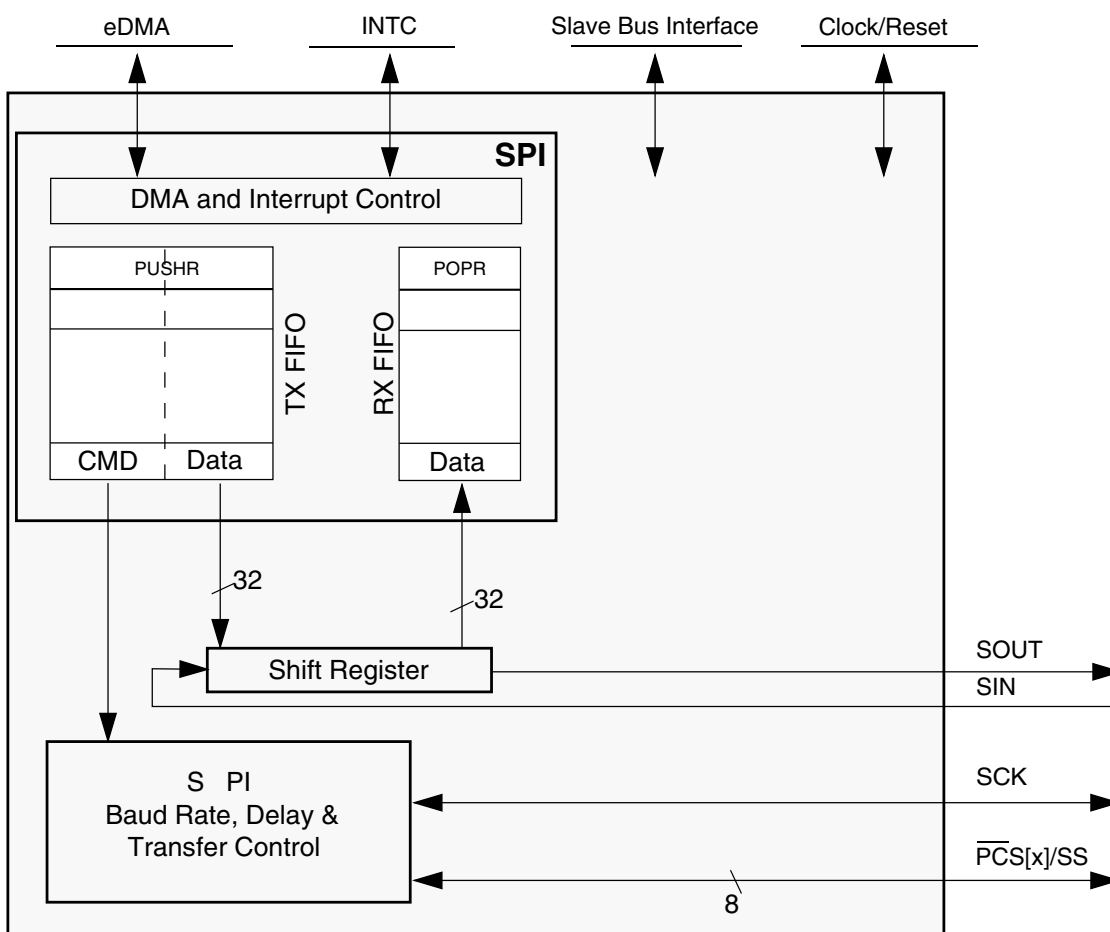 eDMA
INTC
Slave Bus Interface
Clock/Reset
SPI
DMA and Interrupt Control
PUSHR
POPR
TX FIFO
RX FIFO
CMD
Data
Data
32
32
Shift Register
SOUT
SIN
S PI
Baud Rate, Delay &
Transfer Control
SCK
PCS[x]/SS
8